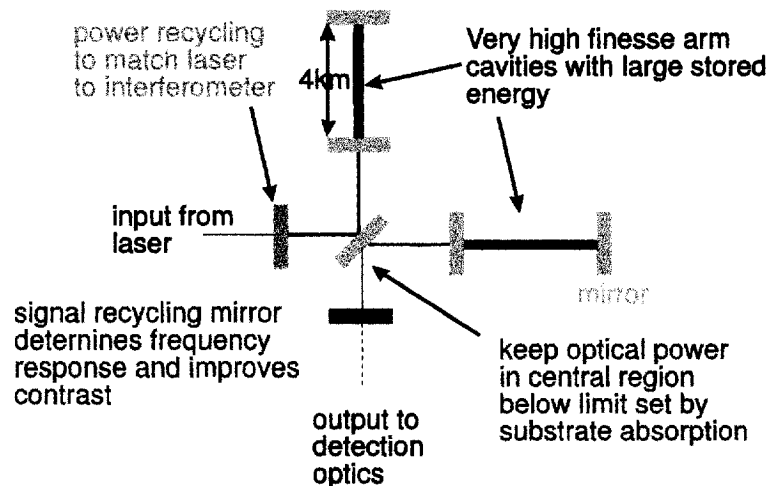 power recycling
to match laser
to interferometer
4km
Very high finesse arm
cavities with large stored
energy
input from
laser
mirror
signal recycling mirror
deternines frequency
response and improves
contrast
keep optical power
in central region
below limit set by
substrate absorption
output to
detection
optics